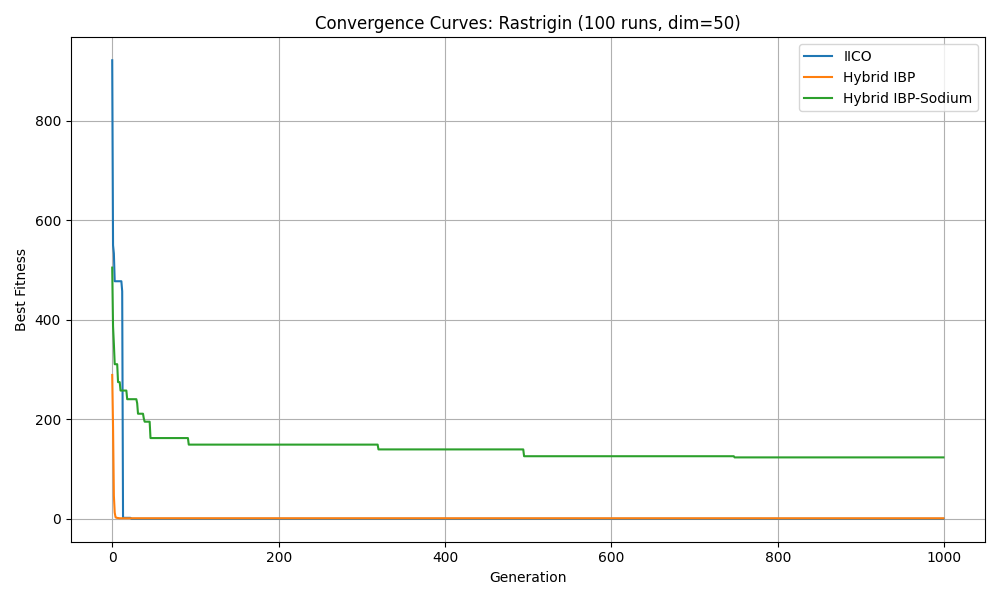 Convergence Curves: Rastrigin (100 runs, dim=50)
IICO
Hybrid IBP
Hybrid IBP-Sodium
Best Fitness
800
600
400
200
0
0 200 400 600 800 1000
Generation